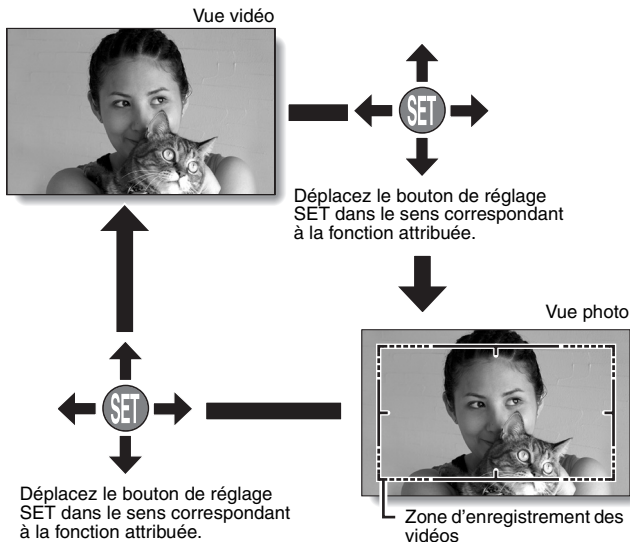 Vue vidéo
SET
Déplacez le bouton de réglage
SET dans le sens correspondant
à la fonction attribuée.
Vue photo
SET
Déplacez le bouton de réglage
SET dans le sens correspondant
à la fonction attribuée.
Zone d'enregistrement des
vidéos